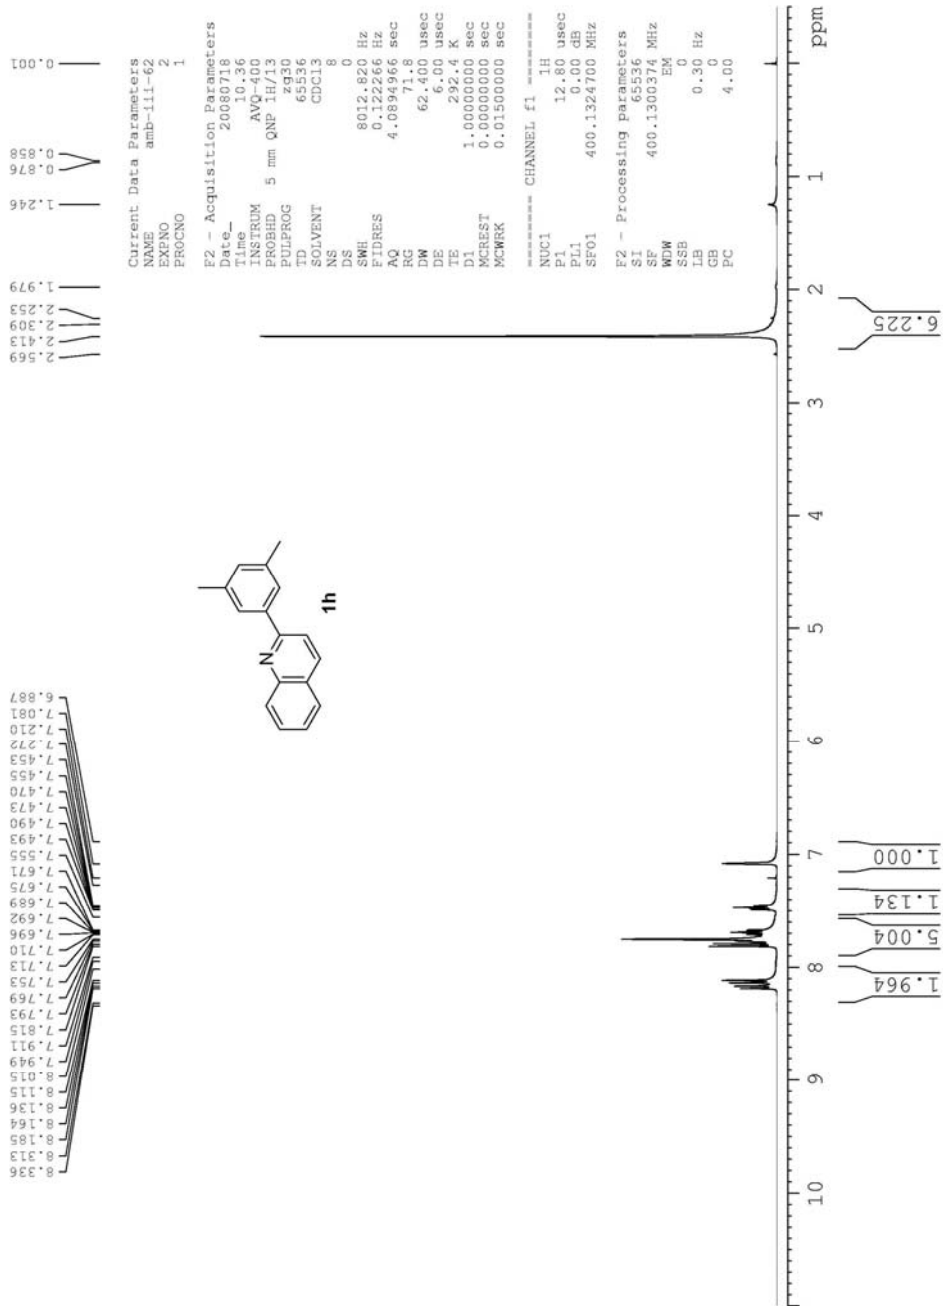 8.336
8.313
8.185
8.164
8.136
8.115
8.015
7.949
7.911
7.815
7.793
7.769
7.753
7.713
7.710
7.696
7.692
7.689
7.675
7.671
7.555
7.493
7.490
7.473
7.470
7.455
7.453
7.272
7.210
7.081
6.887
2.569
2.413
2.309
2.253
1.979
1.246
0.876
0.858
0.001
Current Data Parameters
NAME amb-iii-62
EXPNO 2
PROCNO 1
F2 - Acquisition Parameters
Date_ 20080718
Time 10.36
INSTRUM AVQ-400
PROBHD 5 mm QNP 1H/13
PULPROG zg30
TD 65536
SOLVENT CDCl3
NS 8
DS 0
SWH 8012.820 Hz
FIDRES 0.122266 Hz
AQ 4.0894966 sec
RG 71.8
DW 62.400 usec
DE 6.00 usec
TE 292.4 K
D1 1.00000000 sec
MCREST 0.00000000 sec
MCWRK 0.01500000 sec
======== CHANNEL f1 ========
NUC1 1H
P1 12.80 usec
PL1 0.00 dB
SFO1 400.1324700 MHz
F2 - Processing parameters
SI 65536
SF 400.1300374 MHz
WDW EM
SSB 0
LB 0.30 Hz
GB 0
PC 4.00
N
1h
10 9 8 7 6 5 4 3 2 1 ppm
1.964
5.004
1.134
1.000
6.225